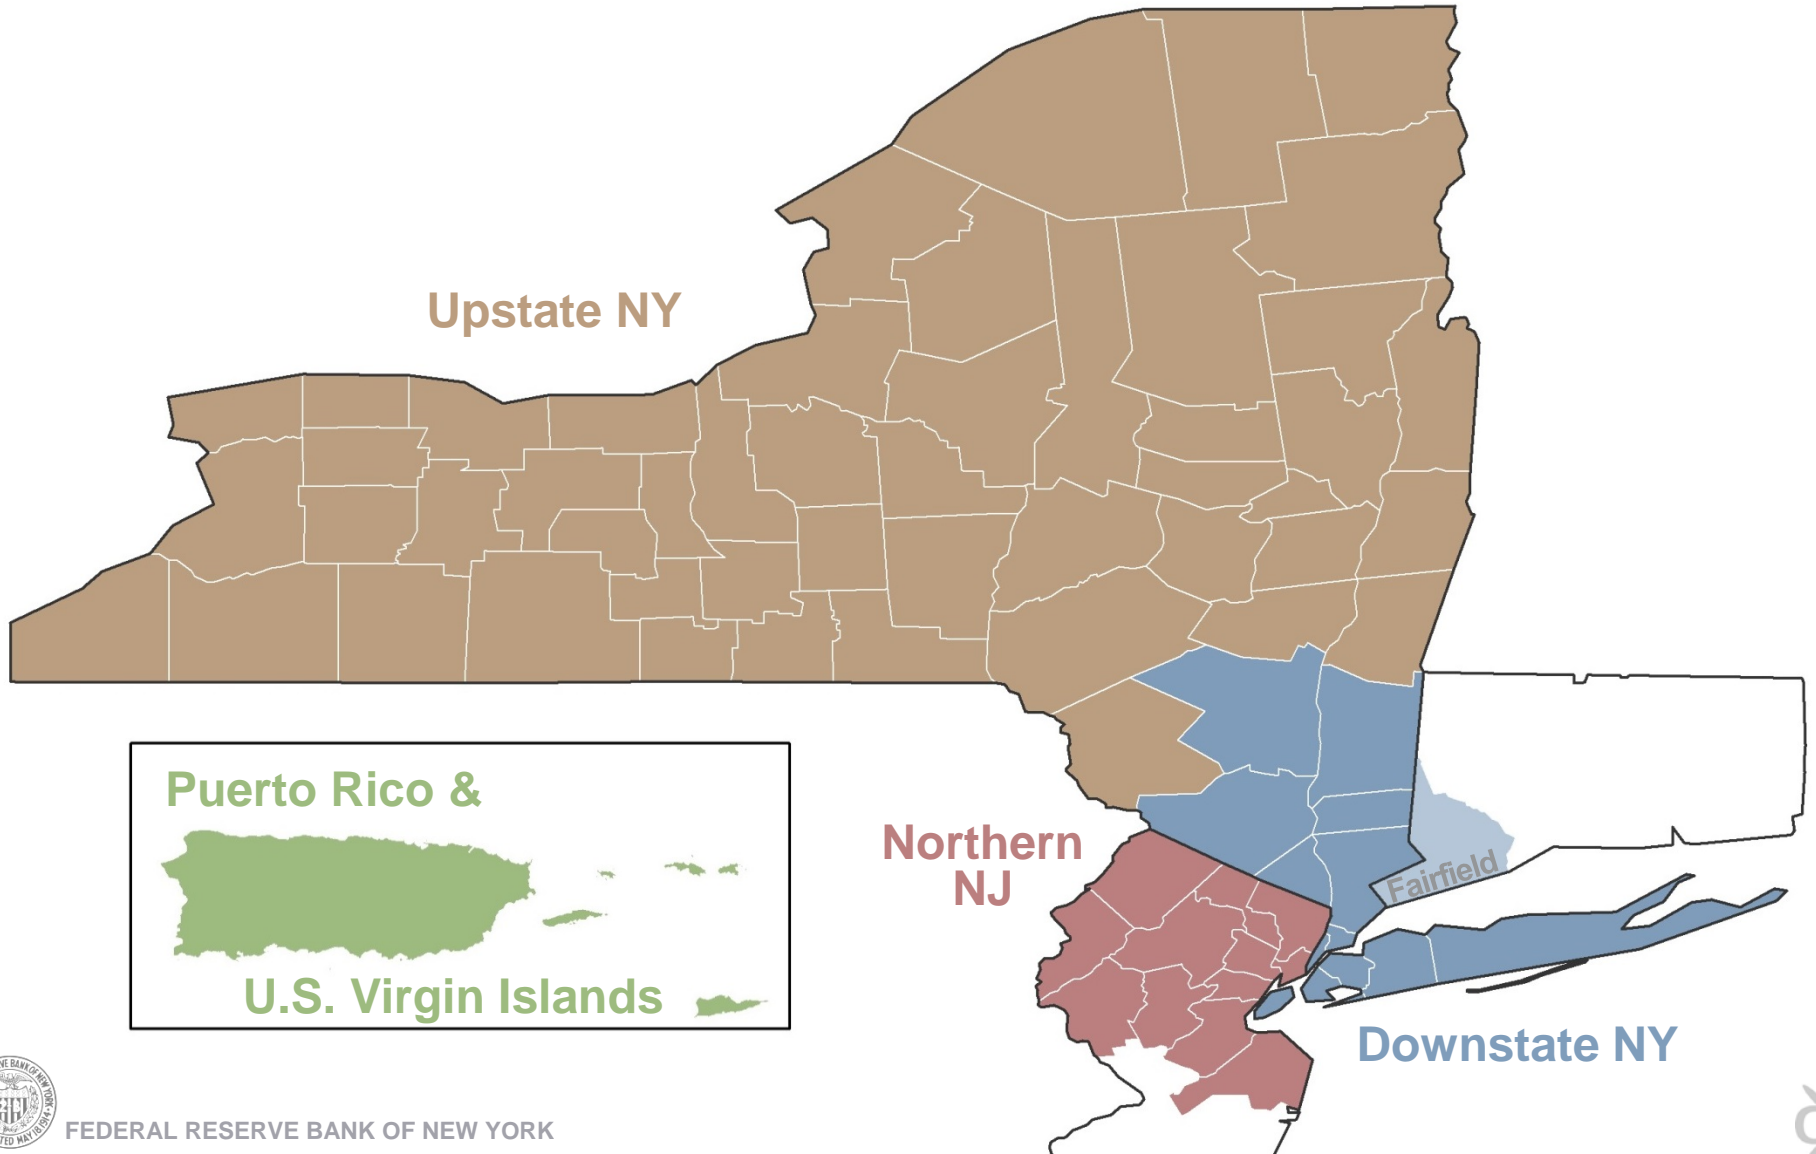 Upstate NY
Puerto Rico &
U.S. Virgin Islands
Northern
NJ
Fairfield
Downstate NY
FEDERAL RESERVE BANK OF NEW YORK